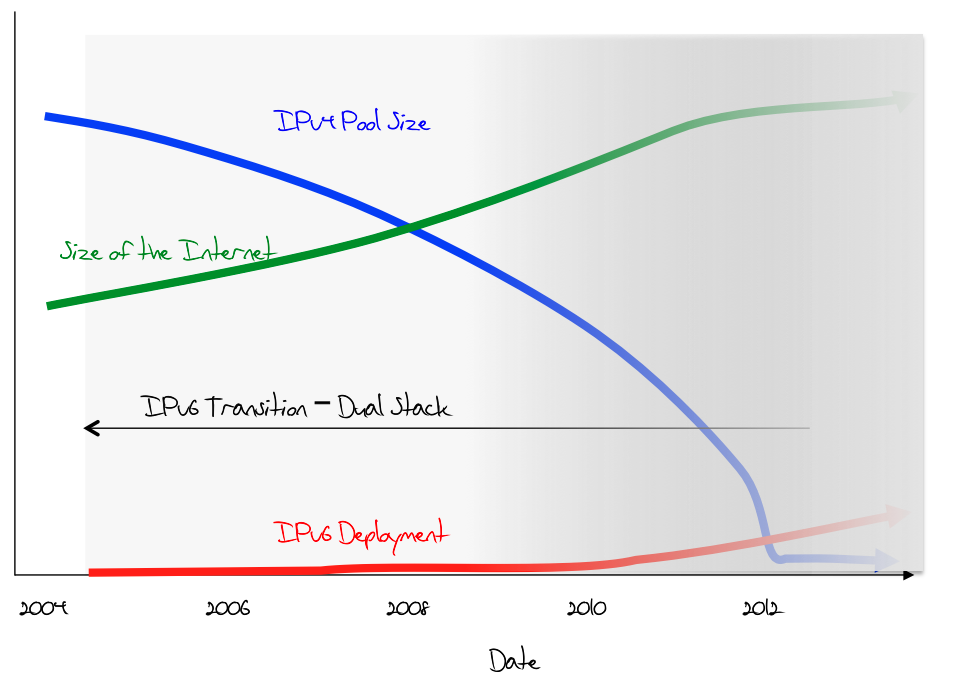 IPv4 Pool Size
Size of the Internet
IPv6 Transition – Dual Stack
IPv6 Deployment
2004 2006 2008 2010 2012
Date